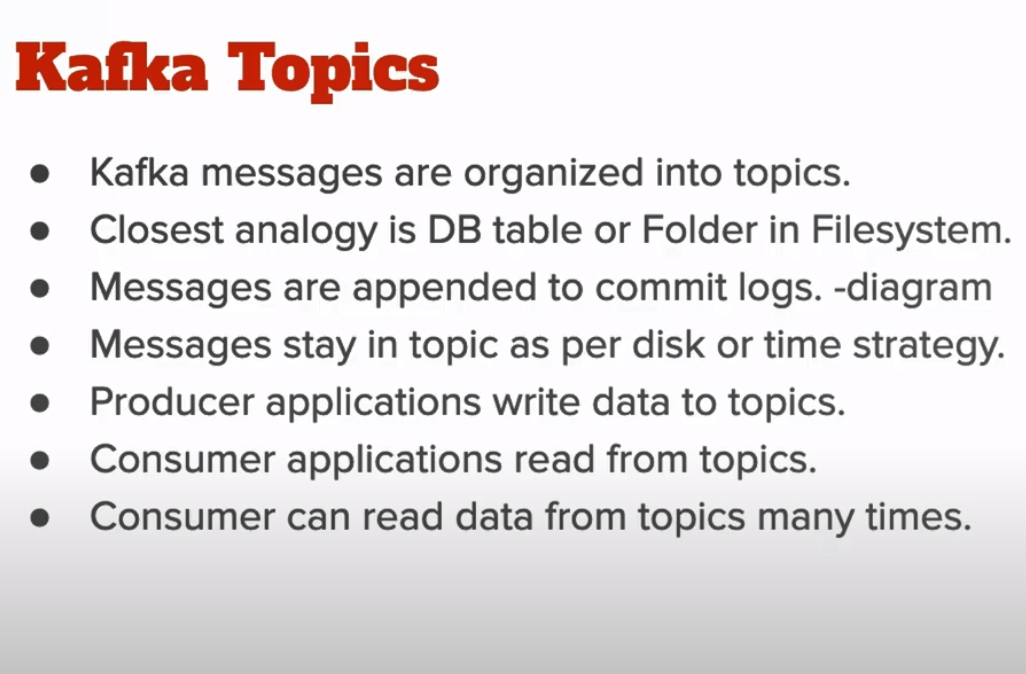 Kafka Topics
● Kafka messages are organized into topics.
● Closest analogy is DB table or Folder in Filesystem.
● Messages are appended to commit logs. -diagram
● Messages stay in topic as per disk or time strategy.
● Producer applications write data to topics.
● Consumer applications read from topics.
● Consumer can read data from topics many times.